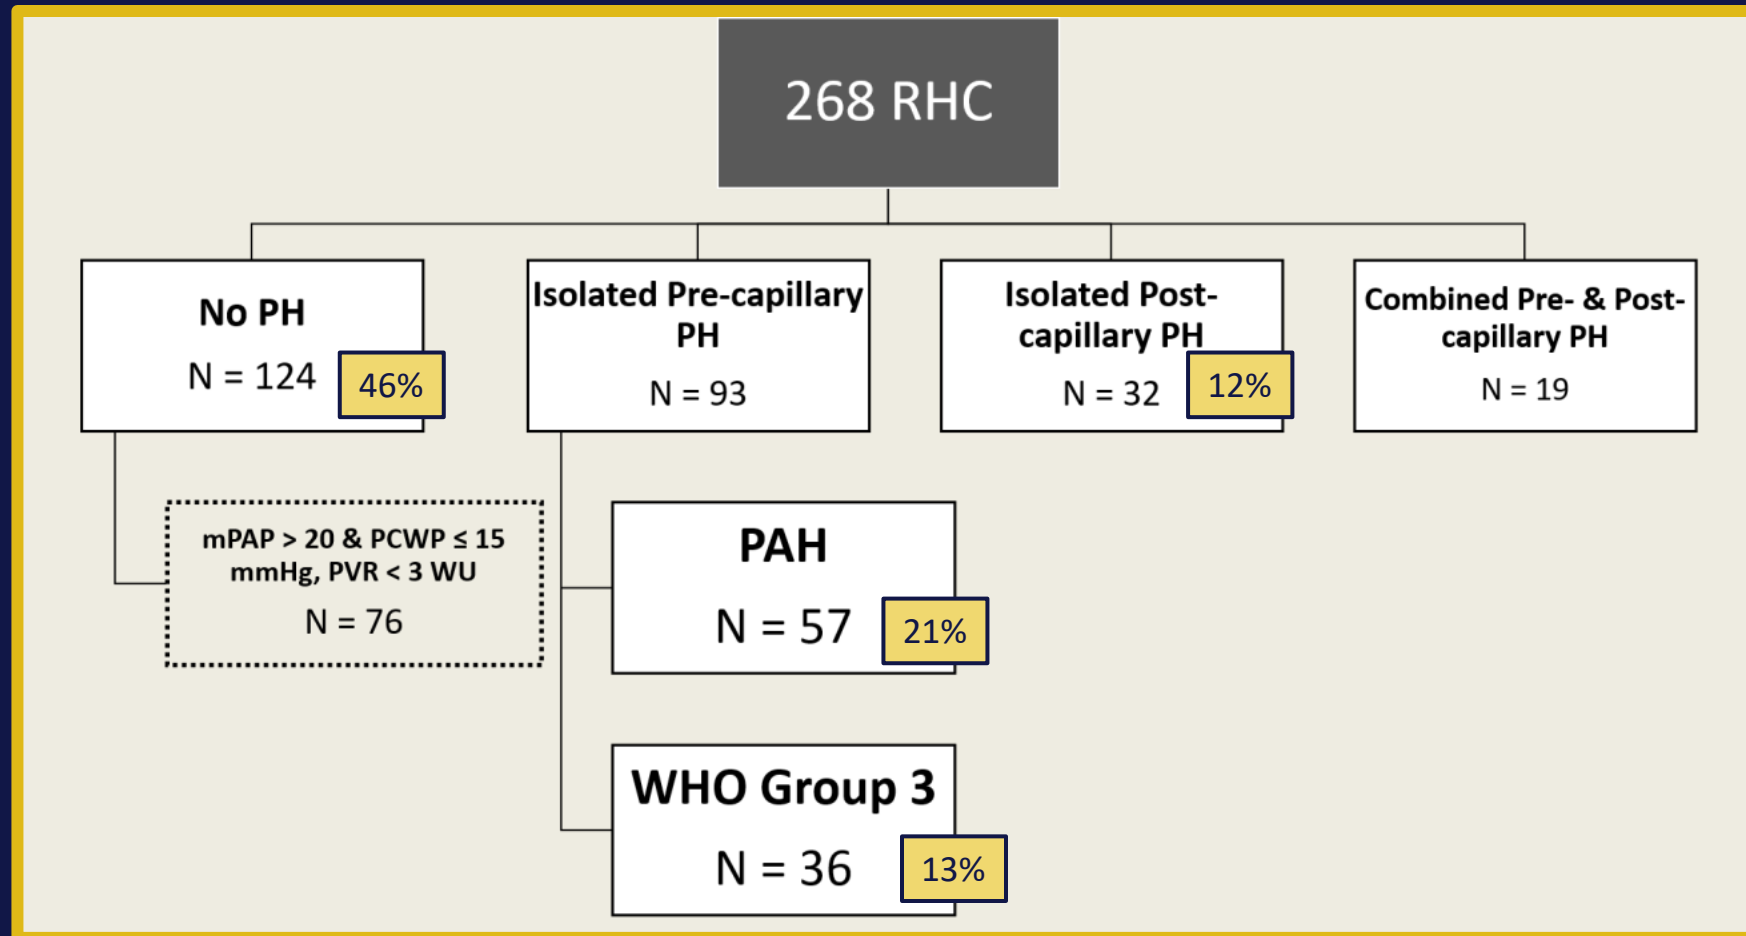 268 RHC
No PH
N = 124
46%
Isolated Pre-capillary
PH
N = 93
Isolated Post-
capillary PH
N = 32
12%
Combined Pre- & Post-
capillary PH
N = 19
mPAP > 20 & PCWP ≤ 15
mmHg, PVR < 3 WU
N = 76
PAH
N = 57
21%
WHO Group 3
N = 36
13%